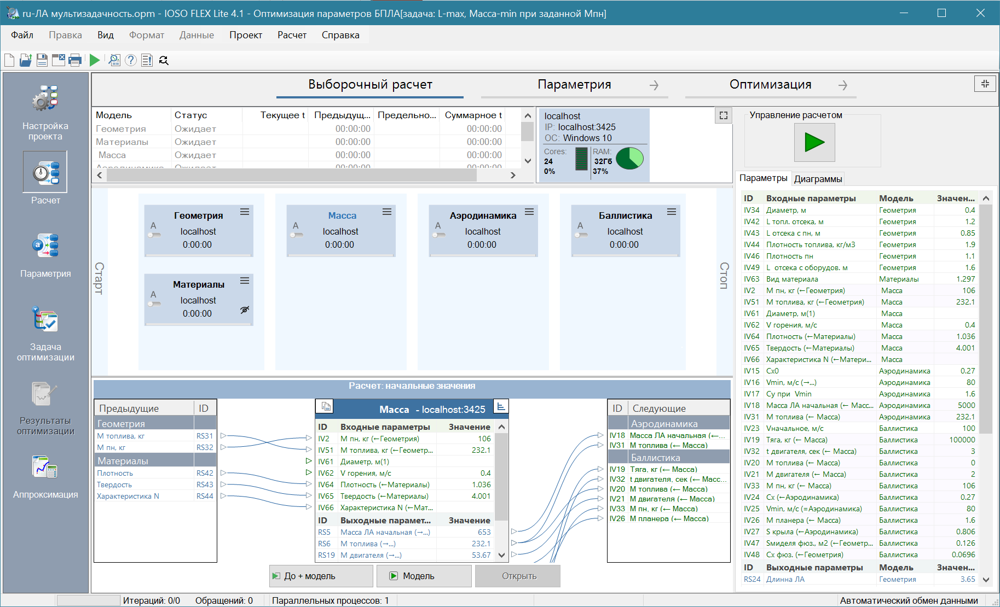 ru-ЛА мультизадачность.opm - IOSO FLEX Lite 4.1 - Оптимизация параметров БПЛА[задача: L-max, Масса-min при заданной Мпн]
Файл Правка Вид Формат Данные Проект Расчет Справка
Выборочный расчет Параметрия Оптимизация
Настройка проекта
Расчет
Параметрия
Задача оптимизации
Результаты оптимизации
Аппроксимация
Модель Статус Текущее t Предыдущ... Предельно... Суммарное t
Геометрия Ожидает 00:00:00 00:00:00
Материалы Ожидает 00:00:00 00:00:00
Масса Ожидает 00:00:00 00:00:00
Аэродинамика Ожидает 00:00:00 00:00:00
localhost
IP: localhost:3425
ОС: Windows 10
Cores: 24 0%
RAM: 32Гб 37%
Управление расчетом
Старт
Геометрия
A localhost
0:00:00
Материалы
A localhost
0:00:00
Масса
A localhost
0:00:00
Аэродинамика
A localhost
0:00:00
Баллистика
A localhost
0:00:00
Стоп
Расчет: начальные значения
Предыдущие ID
Геометрия
М топлива, кг RS31
М пн, кг RS32
Материалы
Плотность RS42
Твердость RS43
Характеристика N RS44
Масса - localhost:3425
ID Входные параметры Значение
IV2 М пн, кг (←Геометрия) 106
IV51 М топлива, кг (←Геометр... 232.1
IV61 Диаметр, м(1)
IV62 V горения, м/с 0.4
IV64 Плотность (←Материалы) 1.036
IV65 Твердость (←Материалы) 4.001
IV66 Характеристика N (←Мат...
ID Выходные парамет... Значение
RS5 Масса ЛА начальная (→...) 653
RS6 М топлива (→...) 232.1
RS19 М двигателя (→...) 53.67
ID Следующие
Аэродинамика
IV18 Масса ЛА начальная (←...
IV31 М топлива (← Масса)
Баллистика
IV19 Тяга, кг (← Масса)
IV32 t двигателя, сек (← Масс...
IV20 М топлива (← Масса)
IV21 М двигателя (← Масса)
IV33 М пн, кг (← Масса)
IV26 М планера (← Масса)
До + модель Модель Открыть
Параметры Диаграммы
ID Входные параметры Модель Значен...
IV34 Диаметр, м Геометрия 0.4
IV42 L топл. отсека, м Геометрия 1.2
IV43 L отсека с пн, м Геометрия 0.85
IV44 Плотность топлива, кг/м3 Геометрия 1.9
IV46 Плотность пн Геометрия 1.1
IV49 L отсека с оборудов. м Геометрия 1.6
IV63 Вид материала Материалы 1.297
IV2 М пн, кг (←Геометрия) Масса 106
IV51 М топлива, кг (←Геометрия) Масса 232.1
IV61 Диаметр, м(1) Масса
IV62 V горения, м/с Масса 0.4
IV64 Плотность (←Материалы) Масса 1.036
IV65 Твердость (←Материалы) Масса 4.001
IV66 Характеристика N (←Матери... Масса
IV15 Сх0 Аэродинамика 0.27
IV16 Vmin, м/с (→...) Аэродинамика 80
IV17 Су при Vmin Аэродинамика 1.6
IV18 Масса ЛА начальная (← Масс... Аэродинамика 5000
IV31 М топлива (← Масса) Аэродинамика 232.1
IV23 Vначальное, м/с Баллистика 100
IV19 Тяга, кг (← Масса) Баллистика 100000
IV32 t двигателя, сек (← Масса) Баллистика 3
IV20 М топлива (← Масса) Баллистика 0
IV21 М двигателя (← Масса) Баллистика 2
IV33 М пн, кг (← Масса) Баллистика 106
IV24 Сх (←Аэродинамика) Баллистика 0.27
IV25 Vmin, м/с (=Аэродинамика) Баллистика 80
IV26 М планера (← Масса) Баллистика 1.6
IV27 S крыла (←Аэродинамика) Баллистика 0.806
IV47 Sмиделя фюз., м2 (←Геометр... Баллистика 0.126
IV48 Сх фюз. (←Геометрия) Баллистика 0.0696
ID Выходные параметры Модель Значен...
RS24 Длинна ЛА Геометрия 3.65
Итераций: 0/0 Обращений: 0 Параллельных процессов: 1 Автоматический обмен данными